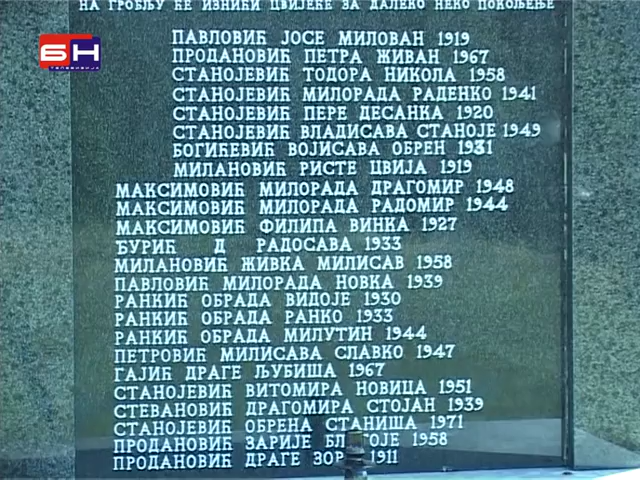 НА ГРОБЉУ ЋЕ ИЗНИЋИ ЦВИЈЕЋЕ ЗА ДАЛЕКО НЕКО ПОКОЉЕЊЕ
БН
ТЕЛЕВИЗИЈА
ПАВЛОВИЋ ЈОСЕ МИЛОВАН 1919
ПРОДАНОВИЋ ПЕТРА ЖИВАН 1967
СТАНОЈЕВИЋ ТОДОРА НИКОЛА 1958
СТАНОЈЕВИЋ МИЛОРАДА РАДЕНКО 1941
СТАНОЈЕВИЋ ПЕРЕ ДЕСАНКА 1920
СТАНОЈЕВИЋ ВЛАДИСАВА СТАНОЈЕ 1949
БОГИЋЕВИЋ ВОЈИСАВА ОБРЕН 1931
МИЛАНОВИЋ РИСТЕ ЦВИЈА 1919
МАКСИМОВИЋ МИЛОРАДА ДРАГОМИР 1948
МАКСИМОВИЋ МИЛОРАДА РАДОМИР 1944
МАКСИМОВИЋ ФИЛИПА ВИНКА 1927
ЂУРИЋ Д РАДОСАВА 1933
МИЛАНОВИЋ ЖИВКА МИЛИСАВ 1958
ПАВЛОВИЋ МИЛОРАДА НОВКА 1939
РАНКИЋ ОБРАДА ВИДОЈЕ 1930
РАНКИЋ ОБРАДА РАНКО 1933
РАНКИЋ ОБРАДА МИЛУТИН 1944
ПЕТРОВИЋ МИЛИСАВА СЛАВКО 1947
ГАЈИЋ ДРАГЕ ЉУБИША 1967
СТАНОЈЕВИЋ ВИТОМИРА НОВИЦА 1951
СТЕВАНОВИЋ ДРАГОМИРА СТОЈАН 1939
СТАНОЈЕВИЋ ОБРЕНА СТАНИША 1971
ПРОДАНОВИЋ ЗАРИЈЕ 1958
ПРОДАНОВИЋ ДРАГЕ 1911